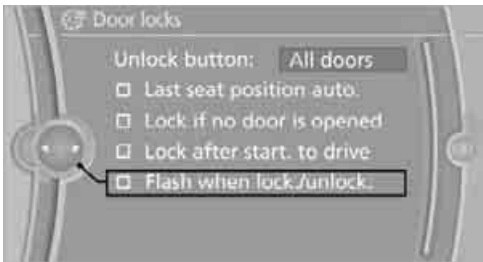 Door locks
Unlock button: All doors
Last seat position auto.
Lock if no door is opened
Lock after start. to drive
Flash when lock./unlock.